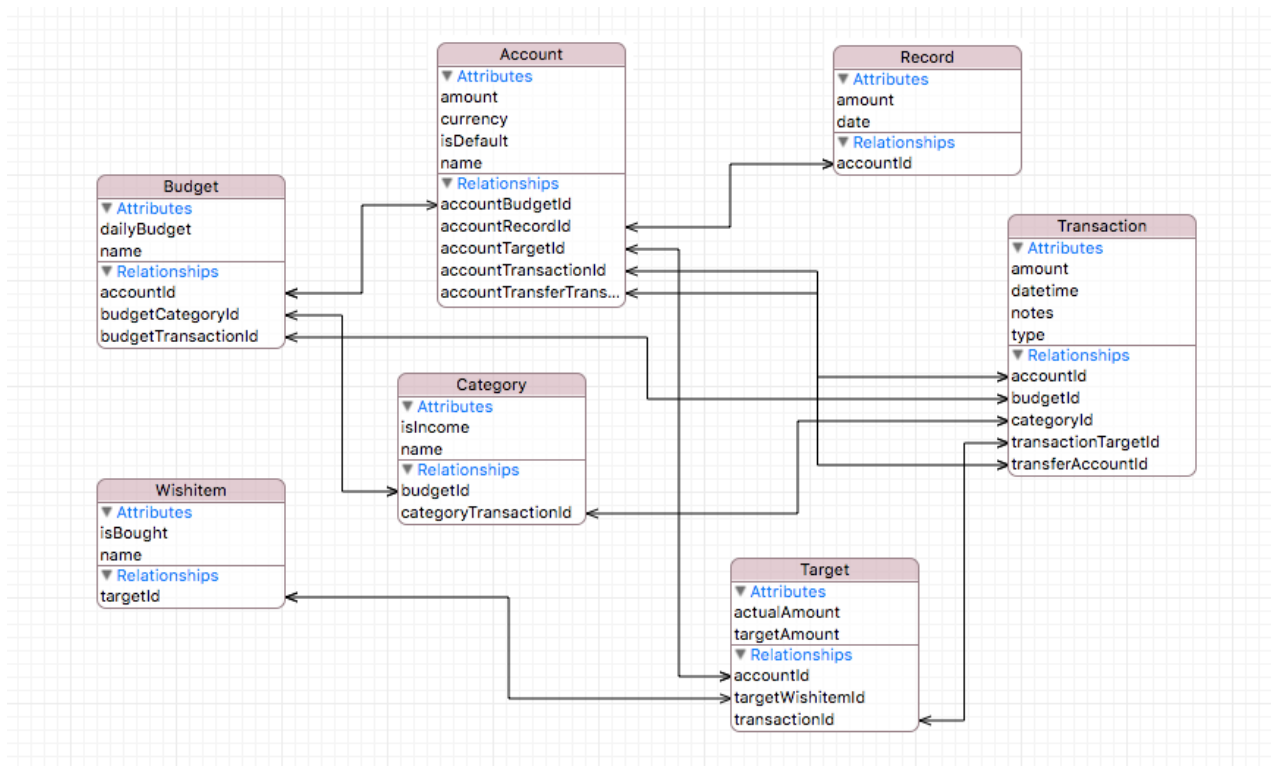 Account
Attributes
amount
currency
isDefault
name
Relationships
accountBudgetId
accountRecordId
accountTargetId
accountTransactionId
accountTransferTrans...
Record
Attributes
amount
date
Relationships
accountId
Budget
Attributes
dailyBudget
name
Relationships
accountId
budgetCategoryId
budgetTransactionId
Transaction
Attributes
amount
datetime
notes
type
Relationships
accountId
budgetId
categoryId
transactionTargetId
transferAccountId
Category
Attributes
isIncome
name
Relationships
budgetId
categoryTransactionId
Wishitem
Attributes
isBought
name
Relationships
targetId
Target
Attributes
actualAmount
targetAmount
Relationships
accountId
targetWishitemId
transactionId